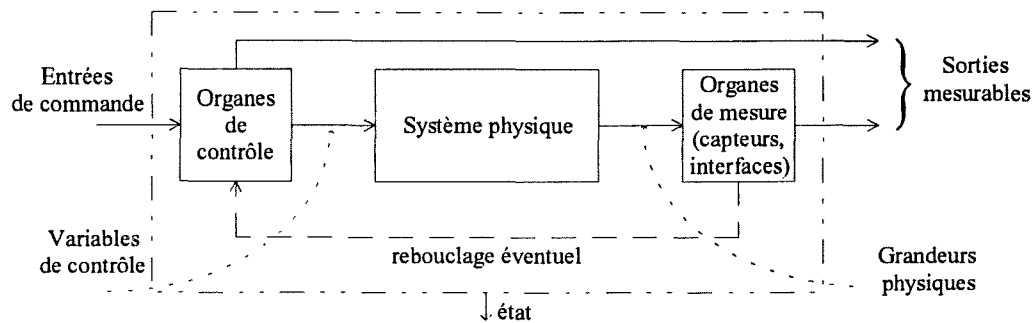 Entrées
de commande
Organes
de
contrôle
Système physique
Organes
de mesure
(capteurs,
interfaces)
Sorties
mesurables
Variables
de contrôle
rebouclage éventuel
Grandeurs
physiques
état